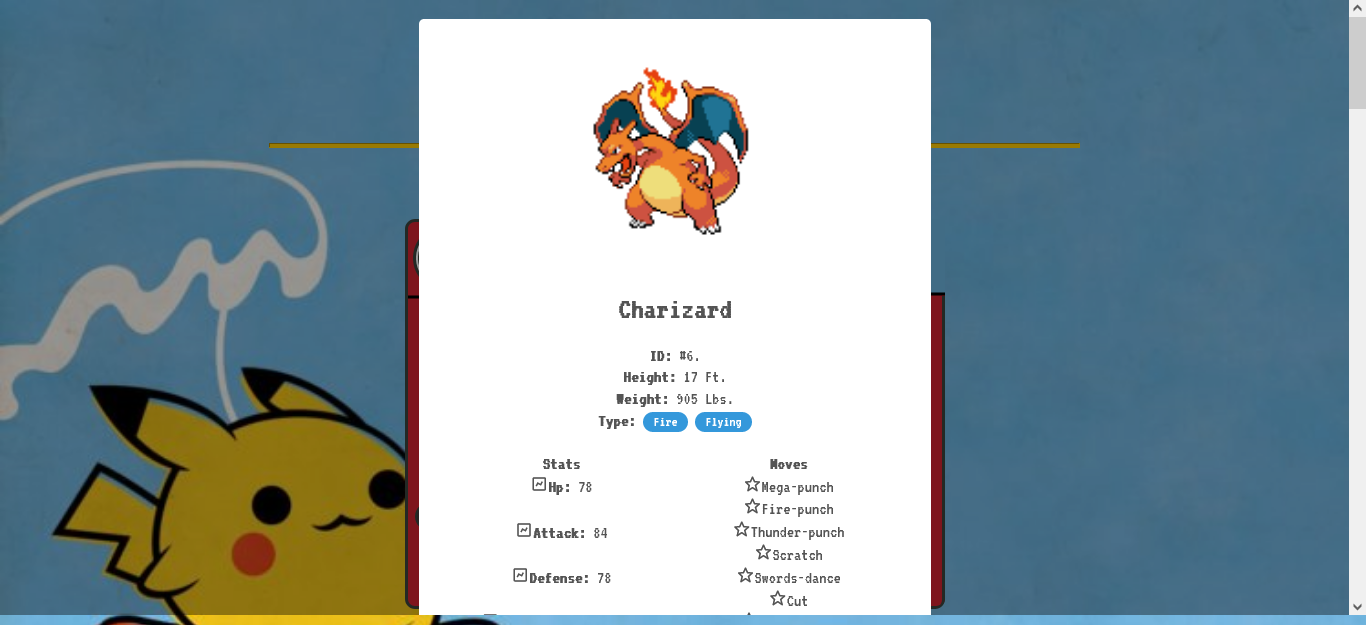 Charizard
ID: #6.
Height: 17 Ft.
Weight: 905 Lbs.
Type: Fire Flying
Stats
Hp: 78
Attack: 84
Defense: 78
Moves
Mega-punch
Fire-punch
Thunder-punch
Scratch
Swords-dance
Cut